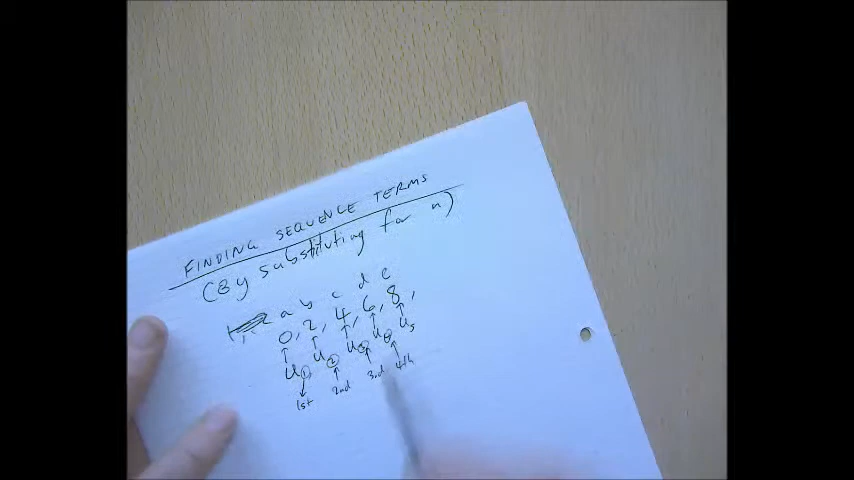 FINDING SEQUENCE TERMS
(By substituting for n)
a b c d e
0, 2, 4, 6, 8,
u1 u2 u3 u4 u5
1st 2nd 3rd 4th